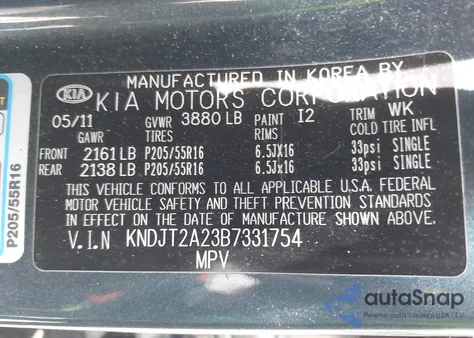 MANUFACTURED IN KOREA BY
KIA KIA MOTORS CORPORATION
05/11 GVWR 3880 LB PAINT I2 TRIM WK
GAWR TIRES RIMS COLD TIRE INFL
FRONT 2161 LB P205/55R16 6.5JX16 33psi SINGLE
REAR 2138 LB P205/55R16 6.5Jx16 33psi SINGLE
THIS VEHICLE CONFORMS TO ALL APPLICABLE U.S.A. FEDERAL
MOTOR VEHICLE SAFETY AND THEFT PREVENTION STANDARDS
IN EFFECT ON THE DATE OF MANUFACTURE SHOWN ABOVE.
V.I.N KNDJT2A23B7331754
MPV
P205/55R16
autoSnap